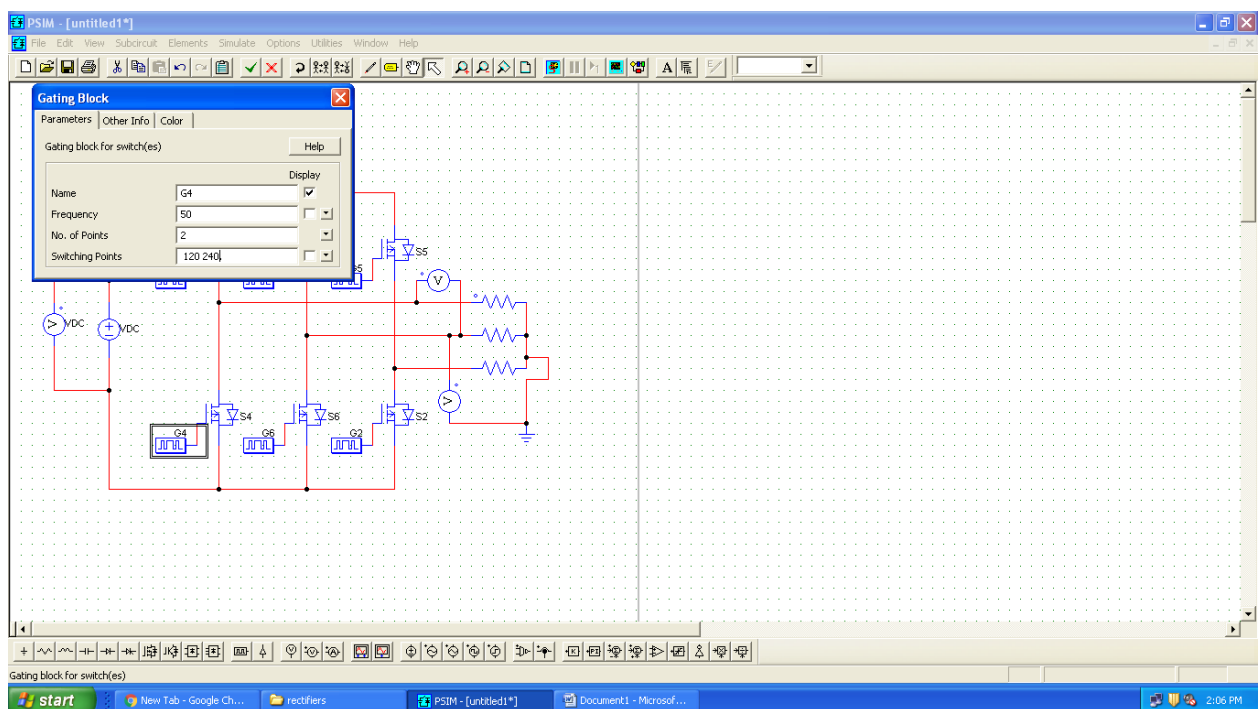 PSIM - [untitled1*]
File Edit View Subcircuit Elements Simulate Options Utilities Window Help
Gating Block
Parameters Other Info Color
Gating block for switch(es) Help
Display
Name G4
Frequency 50
No. of Points 2
Switching Points 120 240
S5
V
V
VDC
VDC
V
S4
S6
S2
G4
G6
G2
Gating block for switch(es)
start
New Tab - Google Ch...
rectifiers
PSIM - [untitled1*]
Document1 - Microsof...
2:06 PM